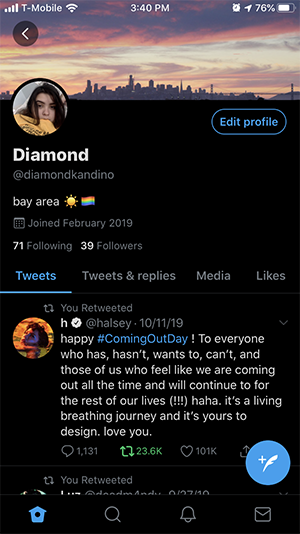 T-Mobile 3:40 PM 76%
Edit profile
Diamond
@diamondkandino
bay area ☀️ 🏳️‍🌈
Joined February 2019
71 Following 39 Followers
Tweets Tweets & replies Media Likes
You Retweeted
h @halsey · 10/11/19
happy #ComingOutDay ! To everyone
who has, hasn't, wants to, can't, and
those of us who feel like we are coming
out all the time and will continue to for
the rest of our lives (!!!) haha. it's a living
breathing journey and it's yours to
design. love you.
1,131 23.6K 101K
You Retweeted